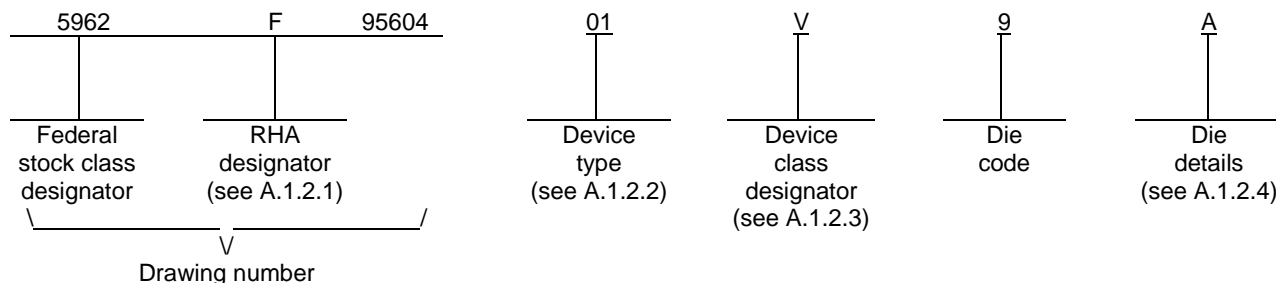 5962 F 95604 01 V 9 A
Federal stock class designator
RHA designator (see A.1.2.1)
Device type (see A.1.2.2)
Device class designator (see A.1.2.3)
Die code
Die details (see A.1.2.4)
Drawing number